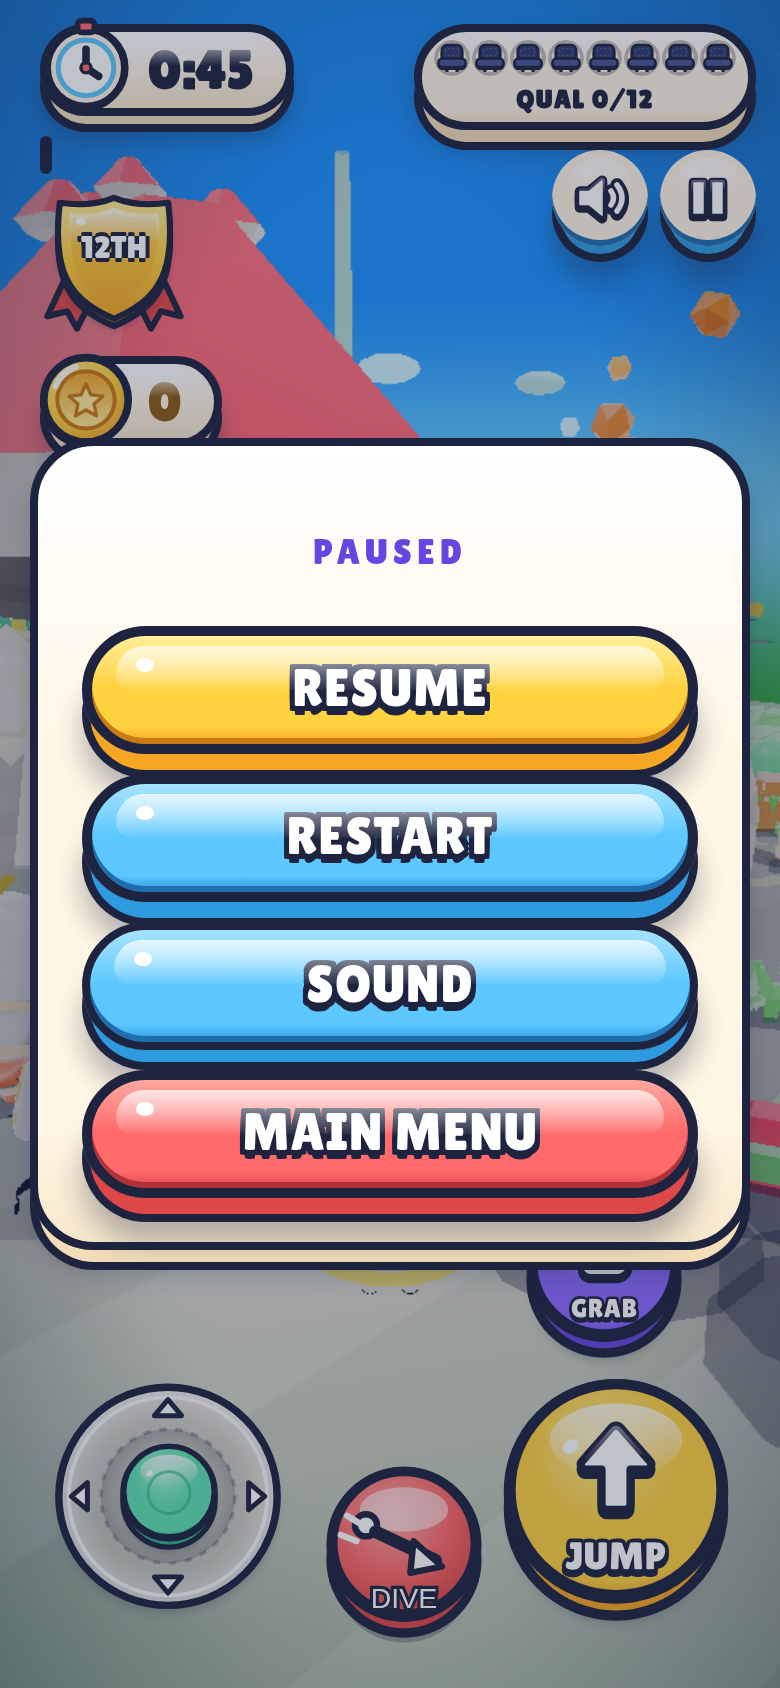 0:45
QUAL 0/12
12TH
0
PAUSED
RESUME
RESTART
SOUND
MAIN MENU
GRAB
JUMP
DIVE